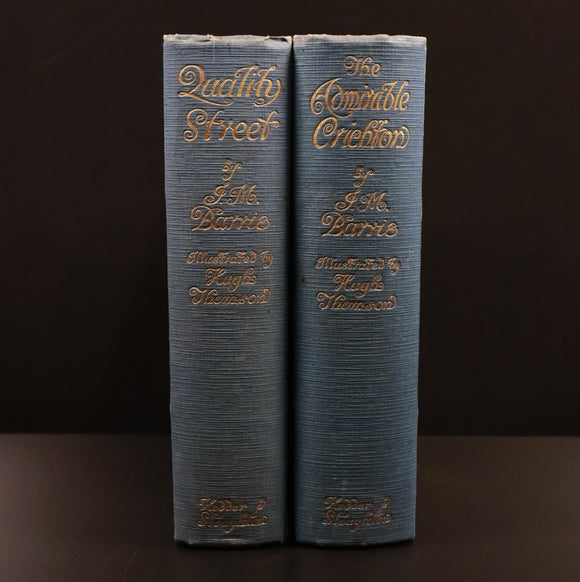 Quality
Street
by
J.M.
Barrie
Illustrated by
Hugh
Thomson
Hodder &
Stoughton
The
Admirable
Crichton
by
J.M.
Barrie
Illustrated by
Hugh
Thomson
Hodder &
Stoughton